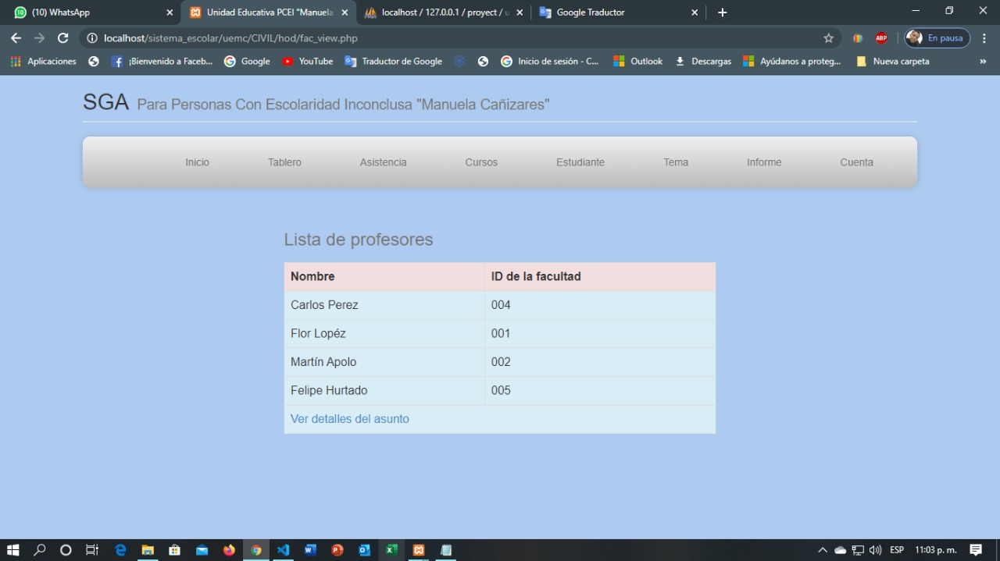 (10) WhatsApp
Unidad Educativa PCEI "Manuela
localhost / 127.0.0.1 / proyect / u
Google Traductor
localhost/sistema_escolar/uemc/CIVIL/hod/fac_view.php
ABP
En pausa
Aplicaciones
¡Bienvenido a Faceb...
Google
YouTube
Traductor de Google
Inicio de sesión - C...
Outlook
Descargas
Ayúdanos a proteg...
Nueva carpeta
»
SGA Para Personas Con Escolaridad Inconclusa "Manuela Cañizares"
Inicio Tablero Asistencia Cursos Estudiante Tema Informe Cuenta
Lista de profesores
Nombre ID de la facultad
Carlos Perez 004
Flor Lopéz 001
Martín Apolo 002
Felipe Hurtado 005
Ver detalles del asunto
ESP 11:03 p. m.